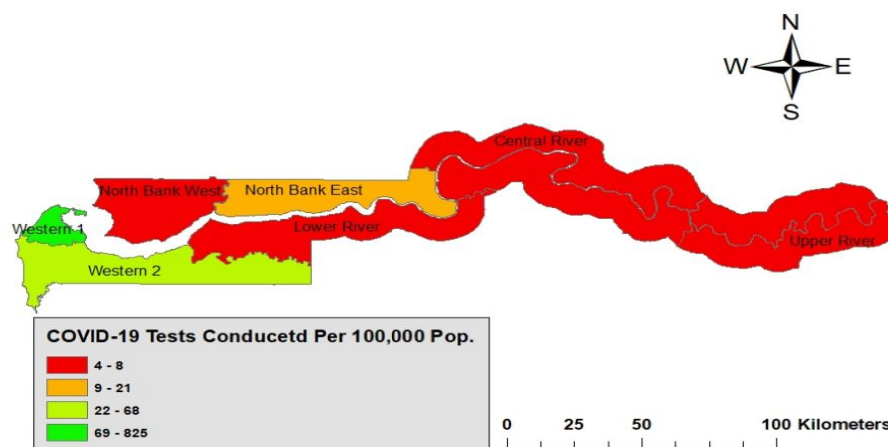 N
W E
S
Central River
North Bank West
North Bank East
Western 1
Lower River
Upper River
Western 2
COVID-19 Tests Conducetd Per 100,000 Pop.
4 - 8
9 - 21
22 - 68
69 - 825
0 25 50 100 Kilometers